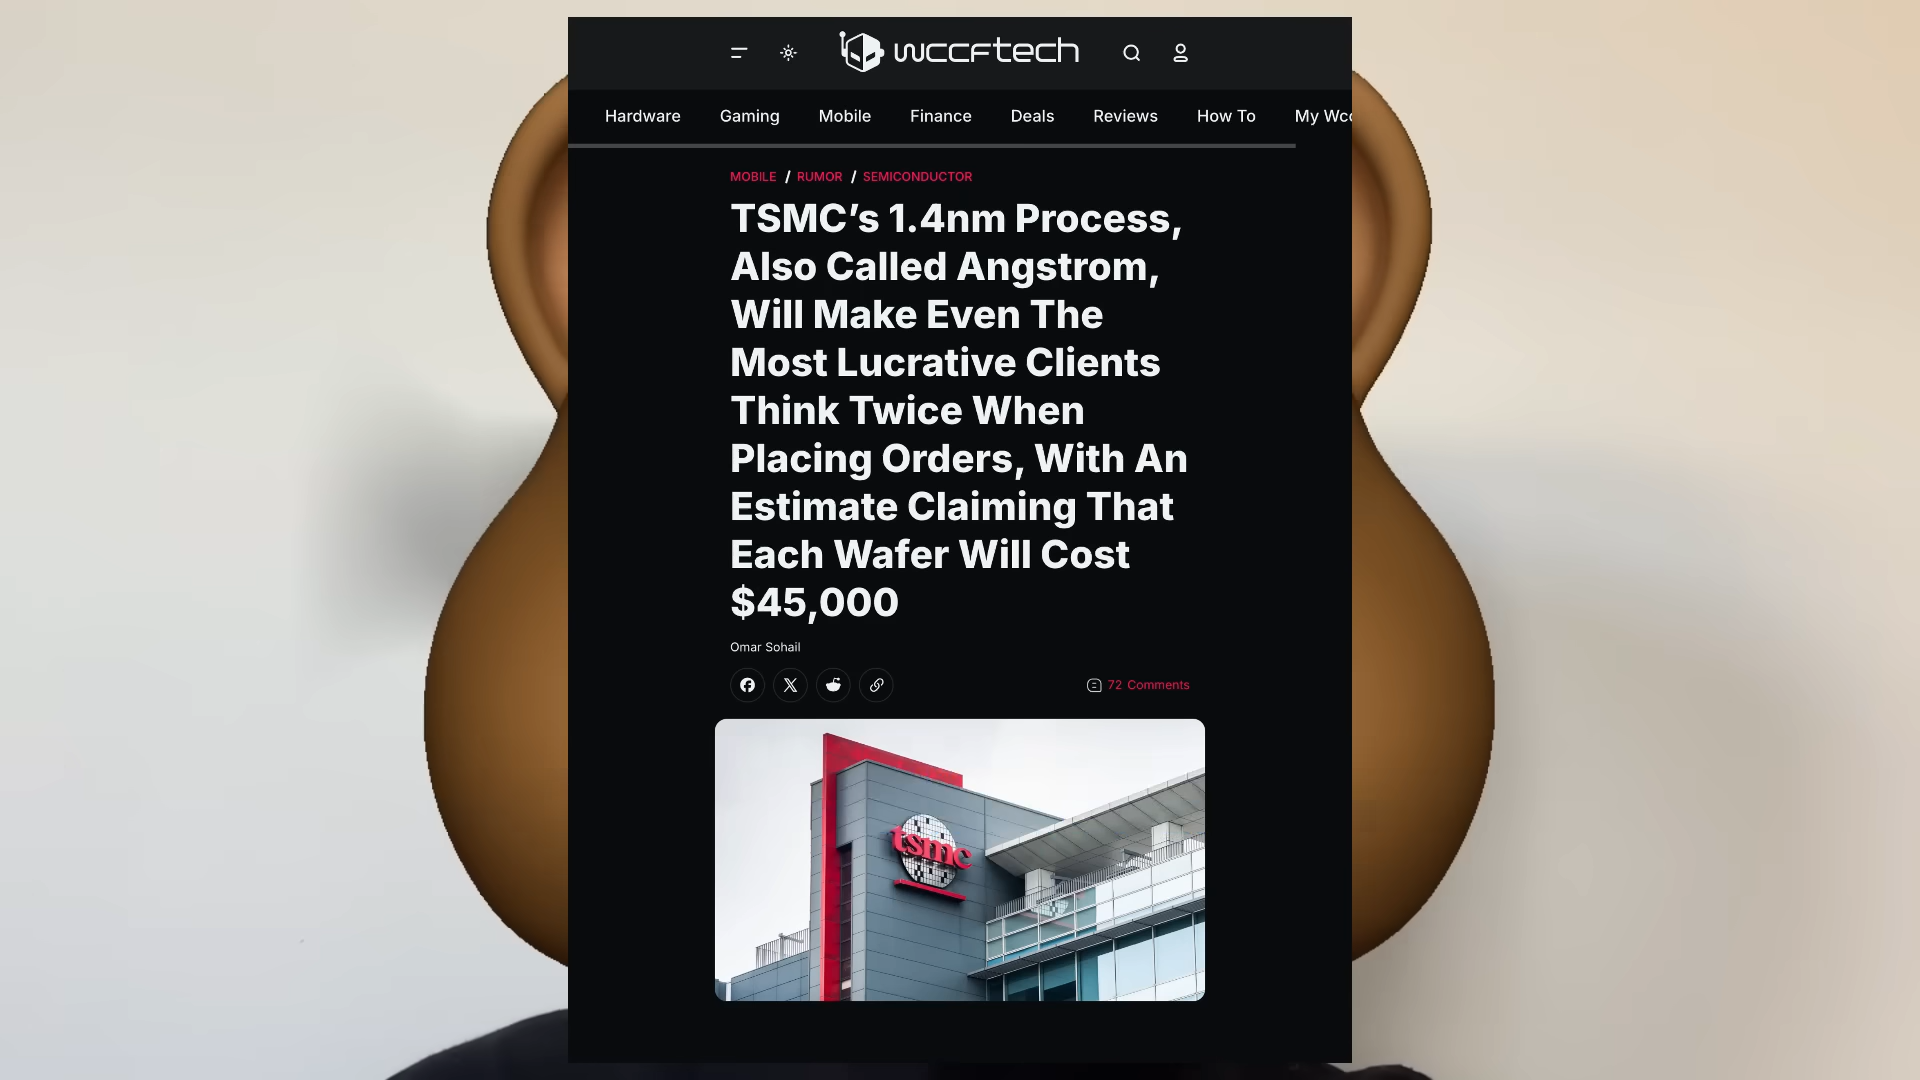 wccftech
Hardware Gaming Mobile Finance Deals Reviews How To My Wcc
MOBILE / RUMOR / SEMICONDUCTOR
TSMC’s 1.4nm Process,
Also Called Angstrom,
Will Make Even The
Most Lucrative Clients
Think Twice When
Placing Orders, With An
Estimate Claiming That
Each Wafer Will Cost
$45,000
Omar Sohail
72 Comments
tsmc